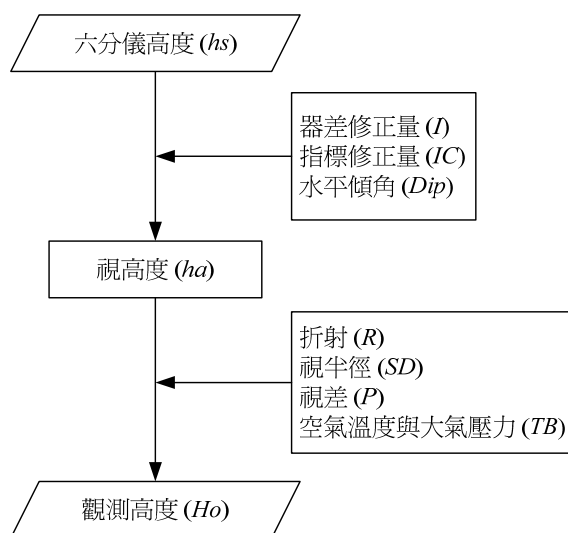 六分儀高度 (hs)
器差修正量 (I)
指標修正量 (IC)
水平傾角 (Dip)
視高度 (ha)
折射 (R)
視半徑 (SD)
視差 (P)
空氣溫度與大氣壓力 (TB)
觀測高度 (Ho)